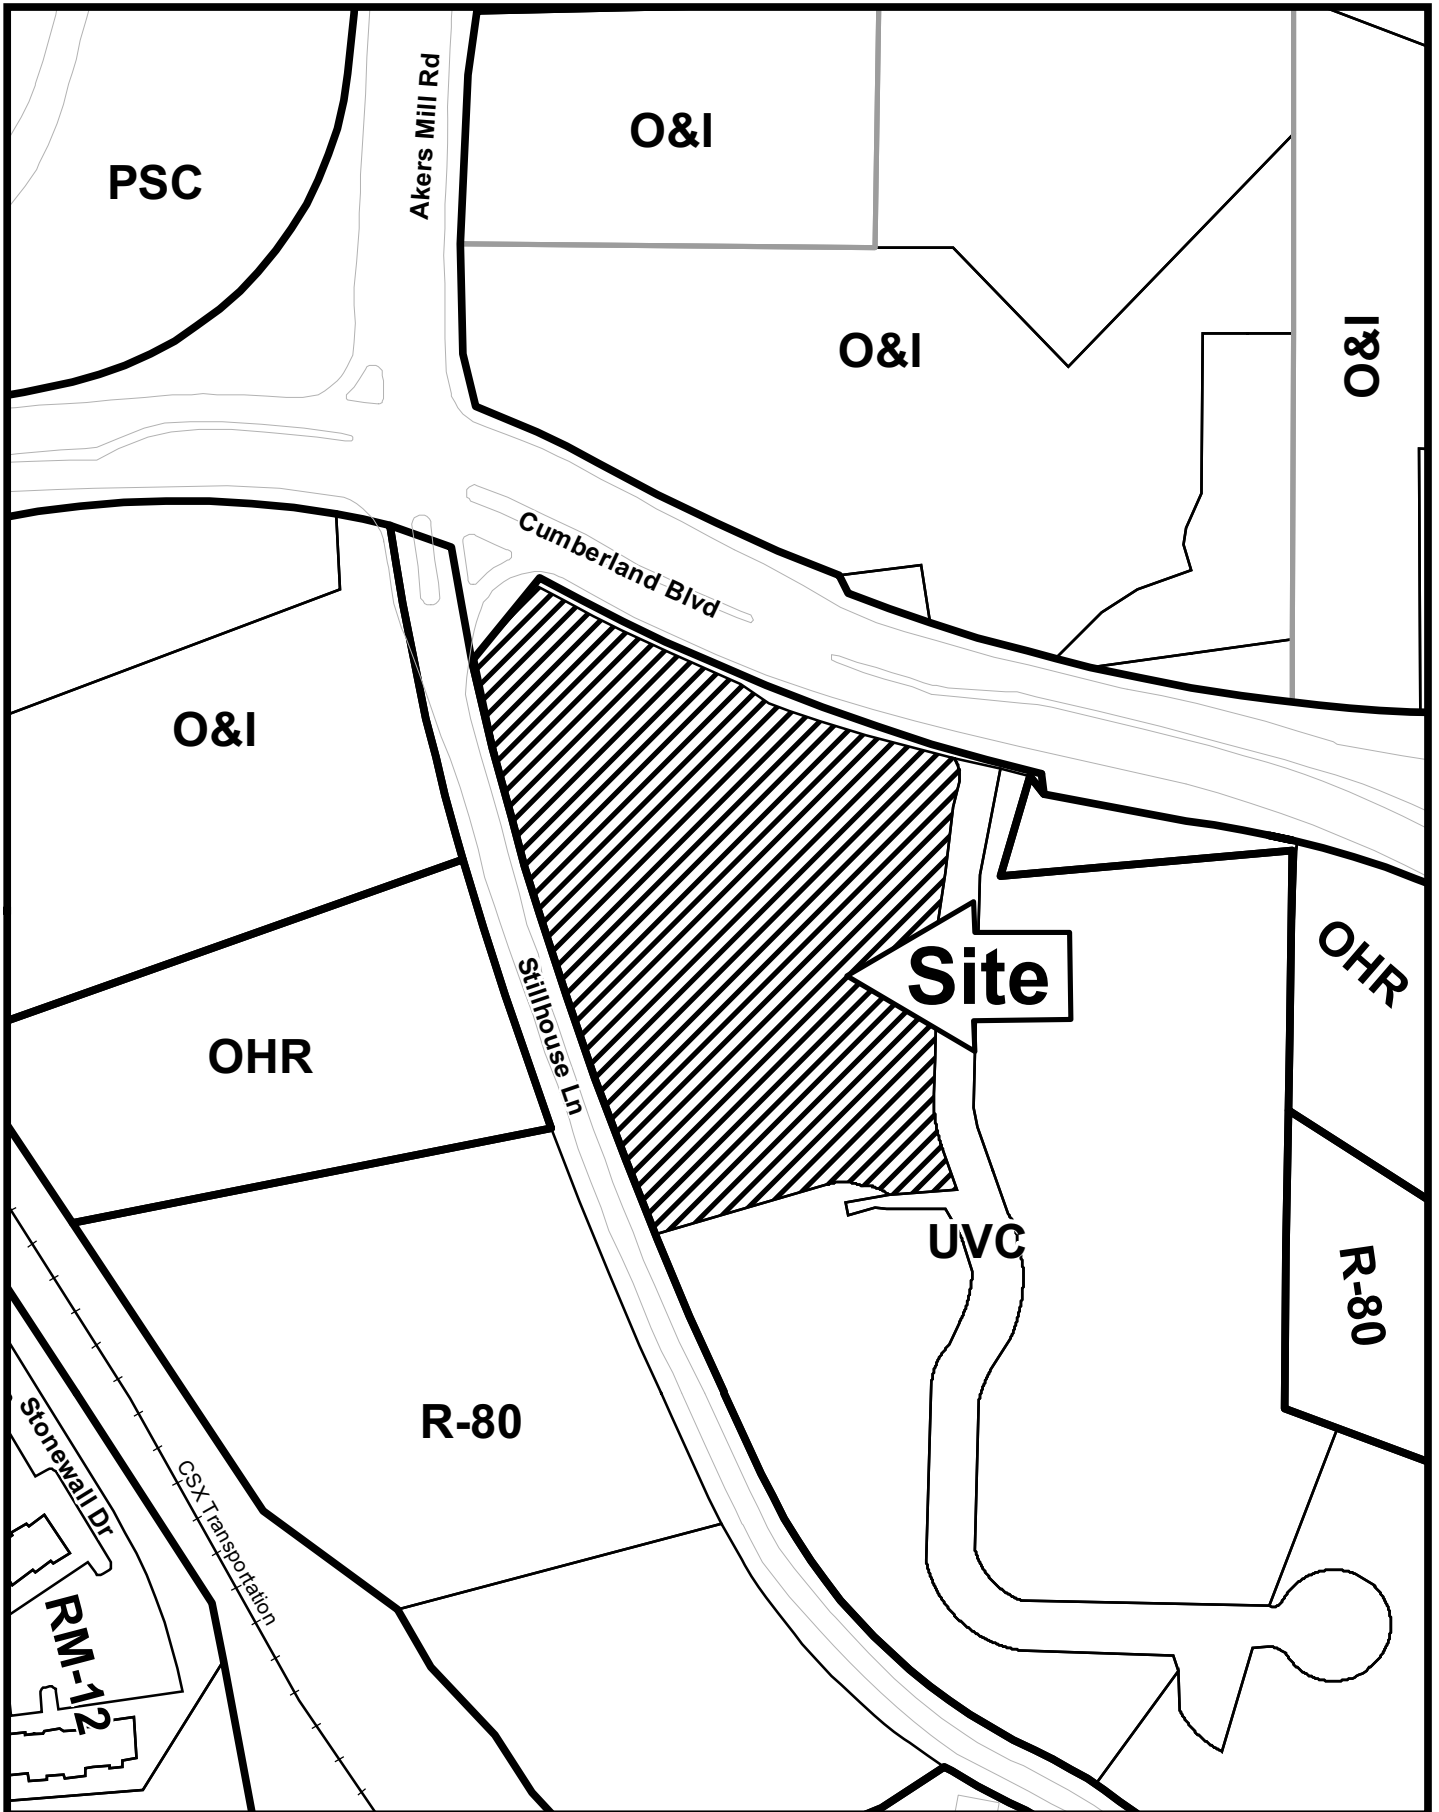 Akers Mill Rd
O&I
PSC
O&I
O&I
Cumberland Blvd
O&I
OHR
Site
OHR
Stillhouse Ln
UVC
R-80
R-80
Stonewall Dr
CSX Transportation
RM-12